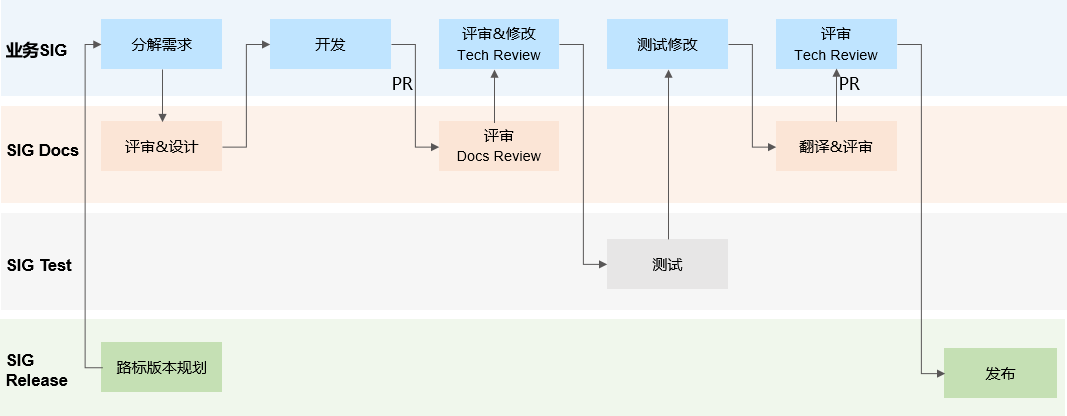 业务SIG
分解需求
开发
评审&修改
Tech Review
测试修改
评审
Tech Review
PR
PR
SIG Docs
评审&设计
评审
Docs Review
翻译&评审
SIG Test
测试
SIG
Release
路标版本规划
发布